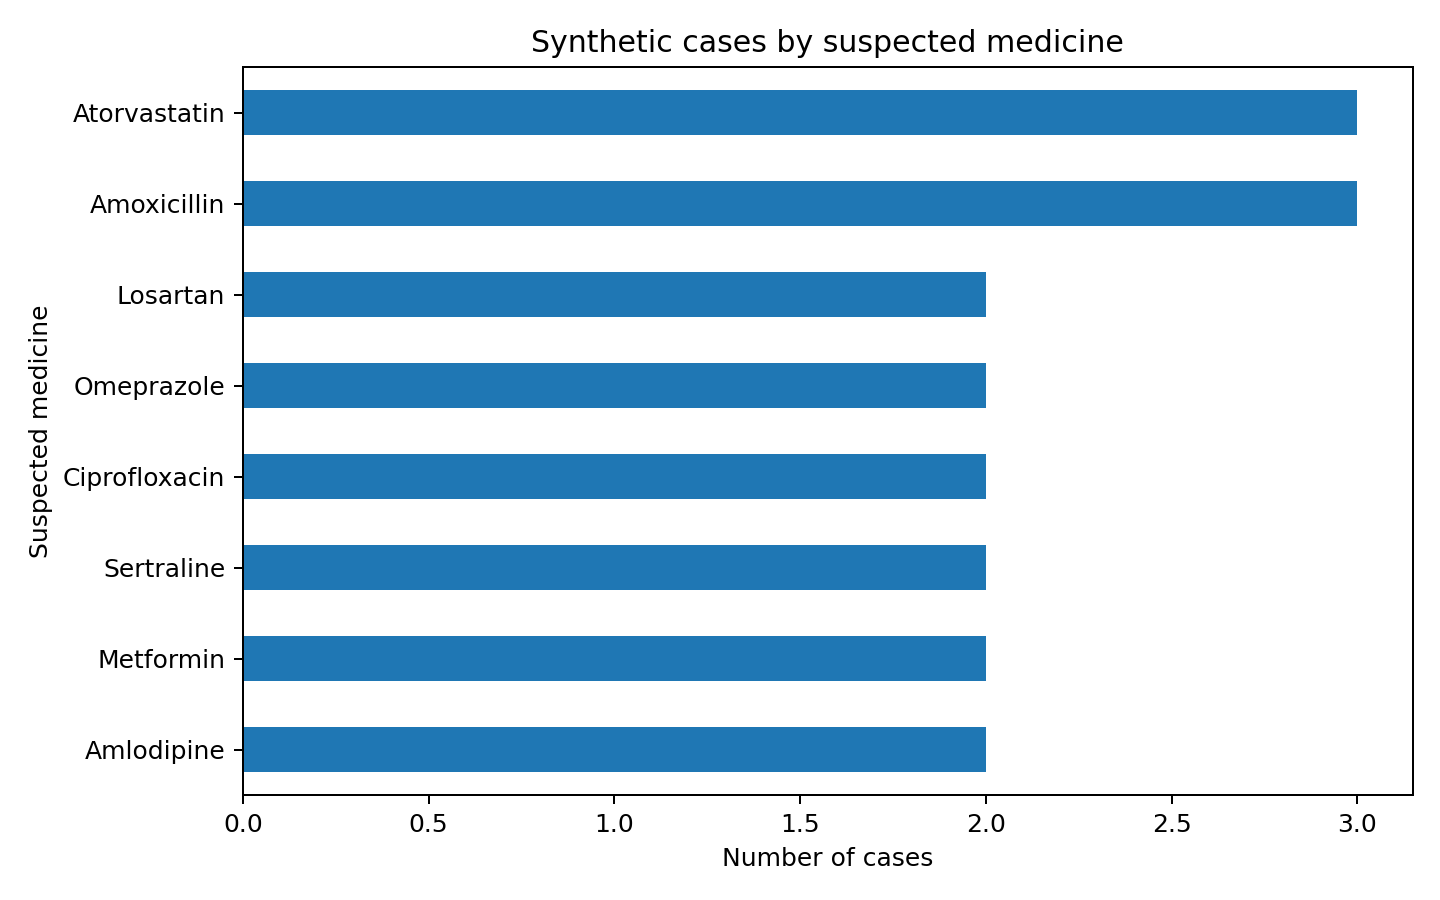 Synthetic cases by suspected medicine
Suspected medicine
Atorvastatin
Amoxicillin
Losartan
Omeprazole
Ciprofloxacin
Sertraline
Metformin
Amlodipine
0.0 0.5 1.0 1.5 2.0 2.5 3.0
Number of cases